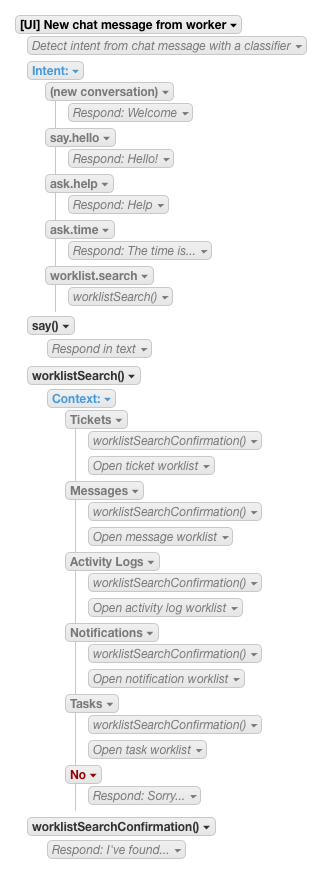 [UI] New chat message from worker
Detect intent from chat message with a classifier
Intent:
(new conversation)
Respond: Welcome
say.hello
Respond: Hello!
ask.help
Respond: Help
ask.time
Respond: The time is...
worklist.search
worklistSearch()
say()
Respond in text
worklistSearch()
Context:
Tickets
worklistSearchConfirmation()
Open ticket worklist
Messages
worklistSearchConfirmation()
Open message worklist
Activity Logs
worklistSearchConfirmation()
Open activity log worklist
Notifications
worklistSearchConfirmation()
Open notification worklist
Tasks
worklistSearchConfirmation()
Open task worklist
No
Respond: Sorry...
worklistSearchConfirmation()
Respond: I've found...